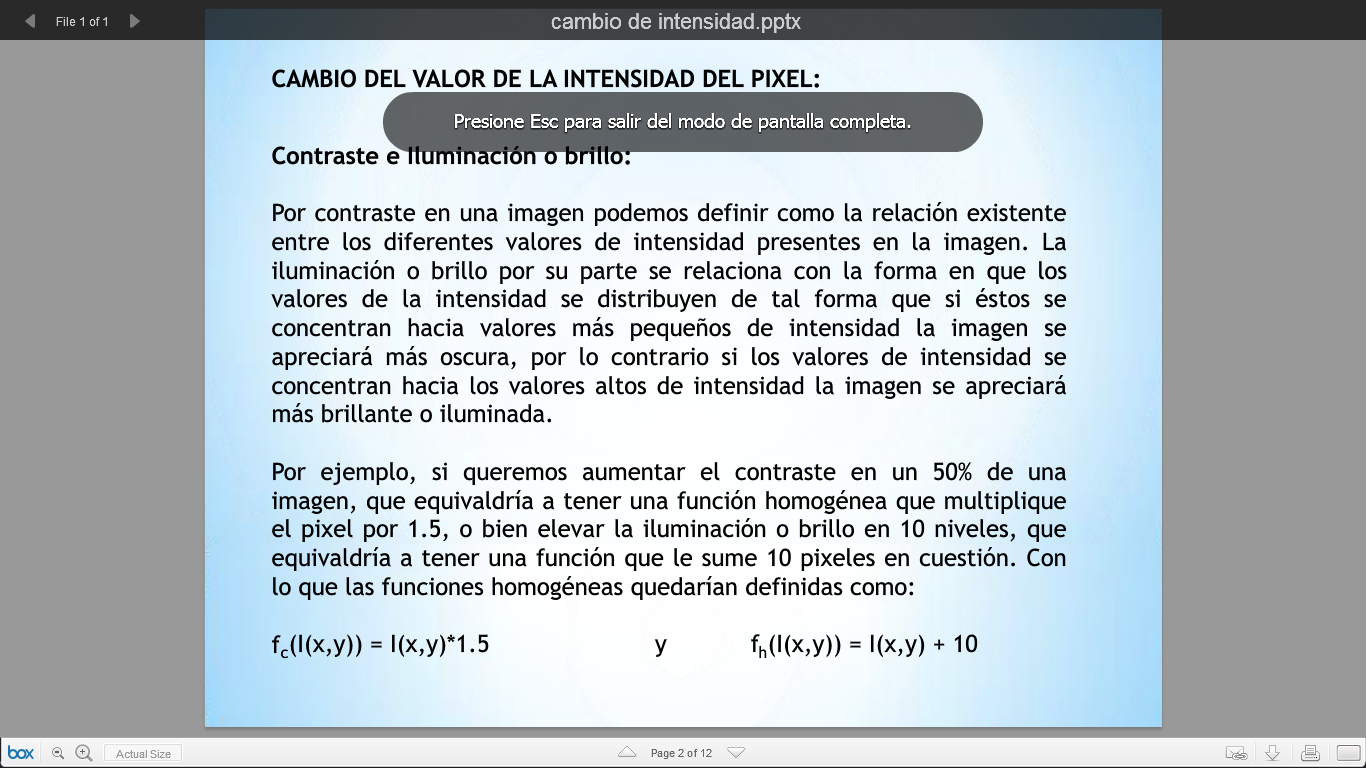 File 1 of 1
cambio de intensidad.pptx
CAMBIO DEL VALOR DE LA INTENSIDAD DEL PIXEL:
Presione Esc para salir del modo de pantalla completa.
Contraste e Iluminación o brillo:
Por contraste en una imagen podemos definir como la relación existente
entre los diferentes valores de intensidad presentes en la imagen. La
iluminación o brillo por su parte se relaciona con la forma en que los
valores de la intensidad se distribuyen de tal forma que si éstos se
concentran hacia valores más pequeños de intensidad la imagen se
apreciará más oscura, por lo contrario si los valores de intensidad se
concentran hacia los valores altos de intensidad la imagen se apreciará
más brillante o iluminada.
Por ejemplo, si queremos aumentar el contraste en un 50% de una
imagen, que equivaldría a tener una función homogénea que multiplique
el pixel por 1.5, o bien elevar la iluminación o brillo en 10 niveles, que
equivaldría a tener una función que le sume 10 pixeles en cuestión. Con
lo que las funciones homogéneas quedarían definidas como:
fc(I(x,y)) = I(x,y)*1.5 y fh(I(x,y)) = I(x,y) + 10
box Actual Size Page 2 of 12